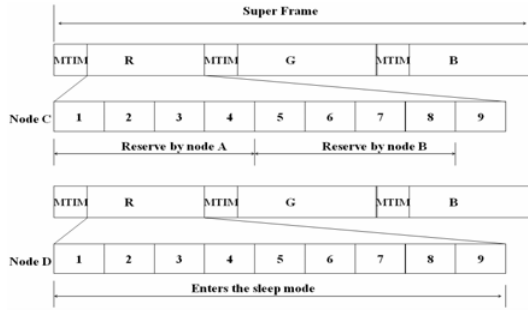 Super Frame
MTIM R MTIM G MTIM B
Node C 1 2 3 4 5 6 7 8 9
Reserve by node A Reserve by node B
MTIM R MTIM G MTIM B
Node D 1 2 3 4 5 6 7 8 9
Enters the sleep mode